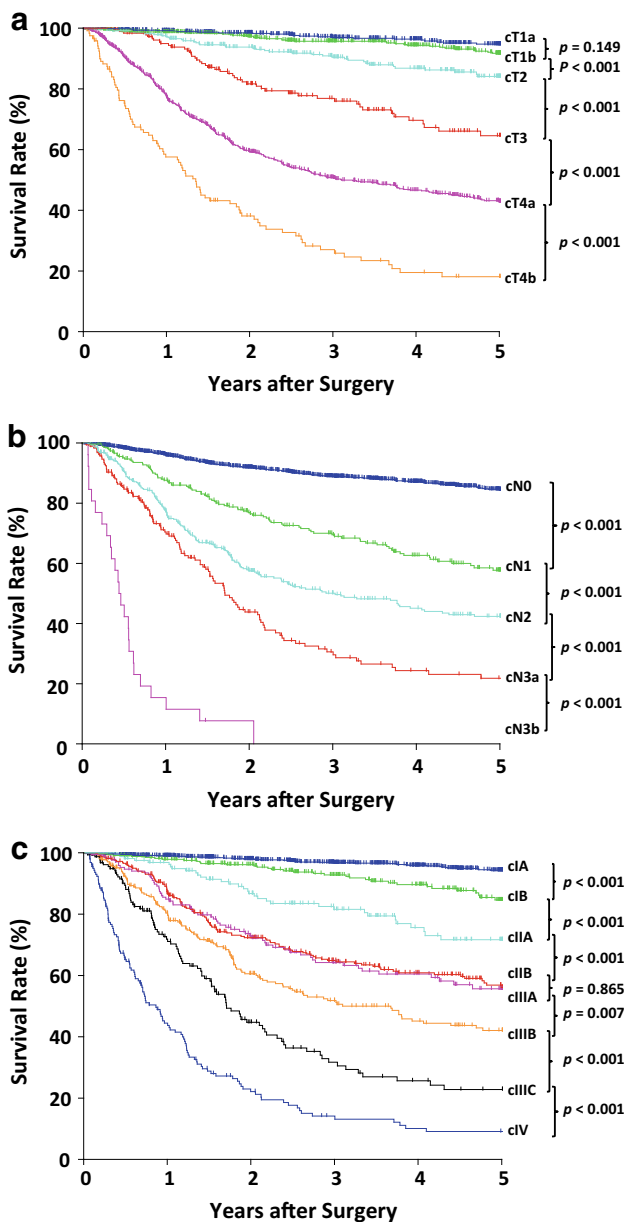 a
100
80
60
40
20
0
Survival Rate (%)
cT1a
cT1b
cT2
cT3
cT4a
cT4b
p = 0.149
p < 0.001
p < 0.001
p < 0.001
p < 0.001
0 1 2 3 4 5
Years after Surgery
b
100
80
60
40
20
0
Survival Rate (%)
cN0
cN1
cN2
cN3a
cN3b
p < 0.001
p < 0.001
p < 0.001
p < 0.001
0 1 2 3 4 5
Years after Surgery
c
100
80
60
40
20
0
Survival Rate (%)
cIA
cIB
cIIA
cIIB
cIIIA
cIIIB
cIIIC
cIV
p < 0.001
p < 0.001
p < 0.001
p = 0.865
p = 0.007
p < 0.001
p < 0.001
0 1 2 3 4 5
Years after Surgery